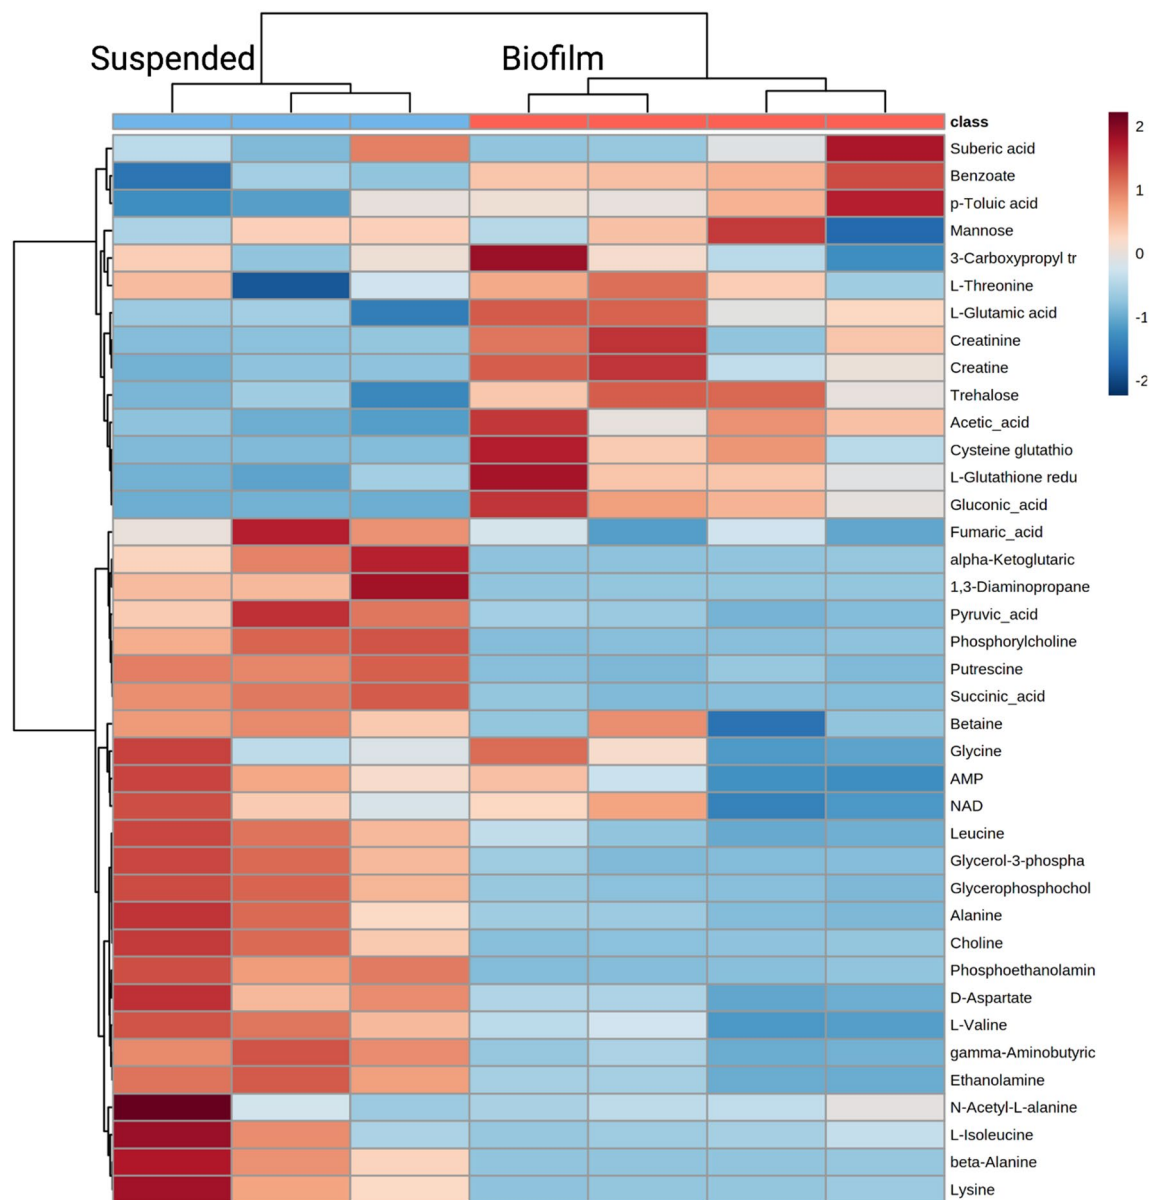 Suspended
Biofilm
class
Suberic acid
Benzoate
p-Toluic acid
Mannose
3-Carboxypropyl tr
L-Threonine
L-Glutamic acid
Creatinine
Creatine
Trehalose
Acetic_acid
Cysteine glutathio
L-Glutathione redu
Gluconic_acid
Fumaric_acid
alpha-Ketoglutaric
1,3-Diaminopropane
Pyruvic_acid
Phosphorylcholine
Putrescine
Succinic_acid
Betaine
Glycine
AMP
NAD
Leucine
Glycerol-3-phospha
Glycerophosphochol
Alanine
Choline
Phosphoethanolamin
D-Aspartate
L-Valine
gamma-Aminobutyric
Ethanolamine
N-Acetyl-L-alanine
L-Isoleucine
beta-Alanine
Lysine
2
1
0
-1
-2